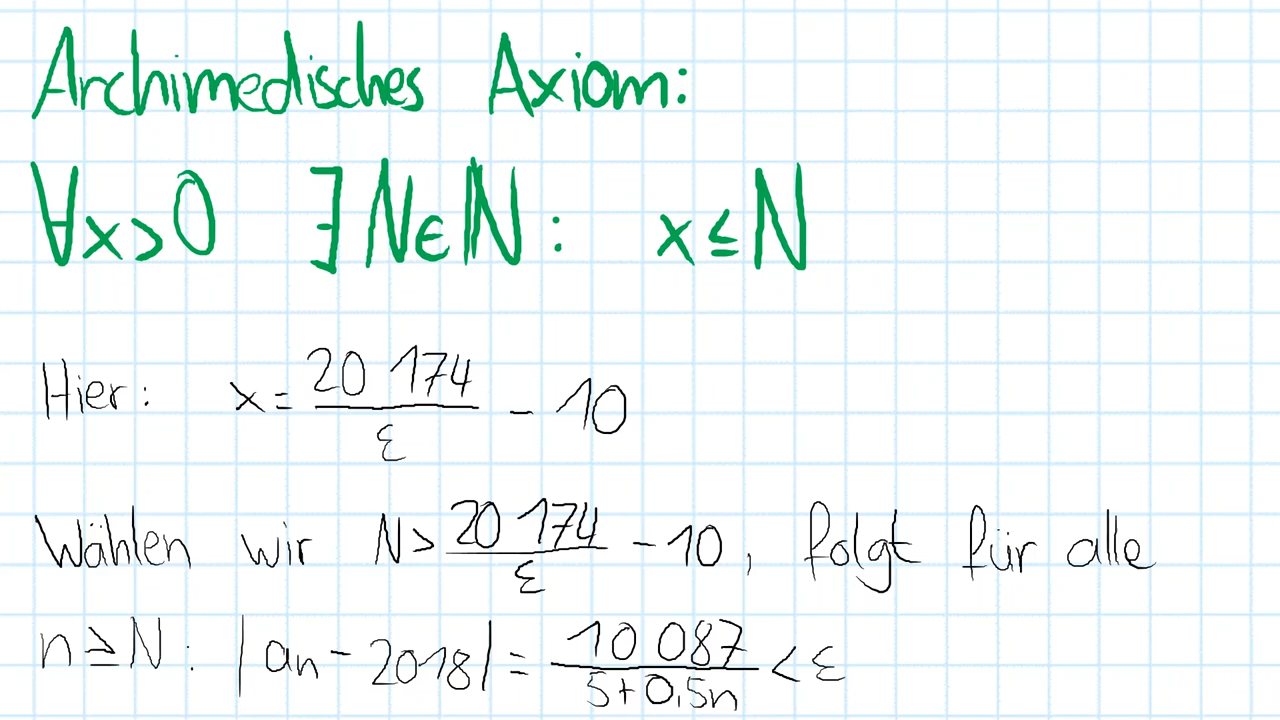 Archimedisches Axiom:
∀x>0 ∃N∈ℕ: x≤N
Hier: x = 20 174/ε - 10
Wählen wir N > 20 174/ε - 10, folgt für alle
n≥N: |an - 2018| = 10 087/(5+0,5n) < ε